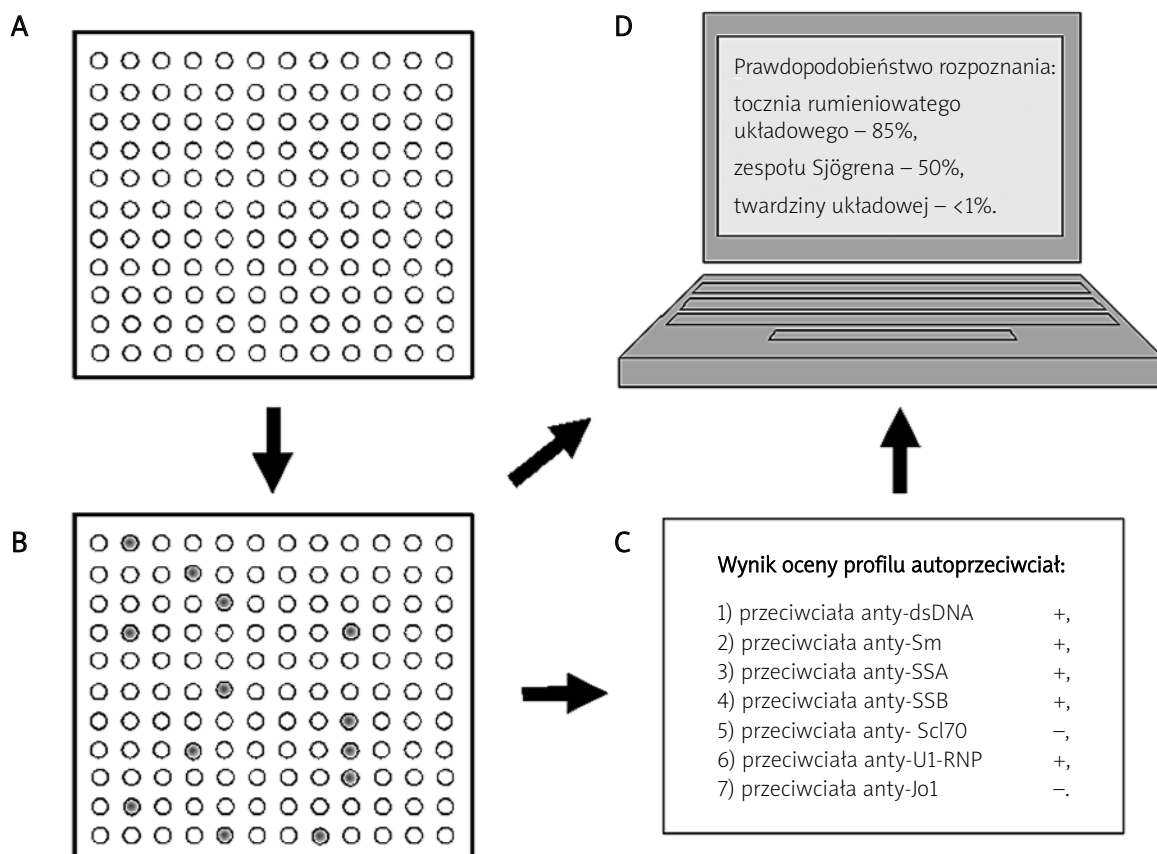 A
D
Prawdopodobieństwo rozpoznania:
tocznia rumieniowatego
układowego – 85%,
zespołu Sjögrena – 50%,
twardziny układowej – <1%.
B
C
Wynik oceny profilu autoprzeciwciał:
1) przeciwciała anty-dsDNA +,
2) przeciwciała anty-Sm +,
3) przeciwciała anty-SSA +,
4) przeciwciała anty-SSB +,
5) przeciwciała anty- Scl70 –,
6) przeciwciała anty-U1-RNP +,
7) przeciwciała anty-Jo1 –.